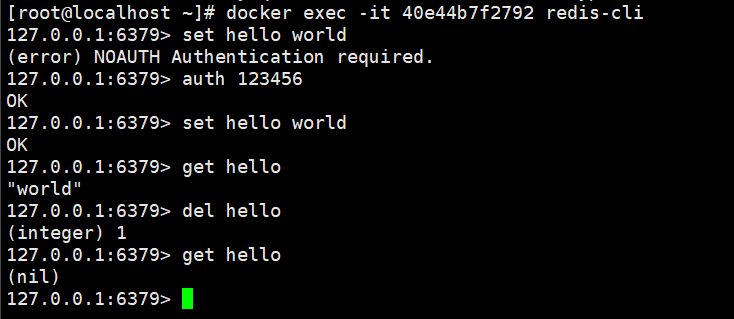 [root@localhost ~]# docker exec -it 40e44b7f2792 redis-cli
127.0.0.1:6379> set hello world
(error) NOAUTH Authentication required.
127.0.0.1:6379> auth 123456
OK
127.0.0.1:6379> set hello world
OK
127.0.0.1:6379> get hello
"world"
127.0.0.1:6379> del hello
(integer) 1
127.0.0.1:6379> get hello
(nil)
127.0.0.1:6379>